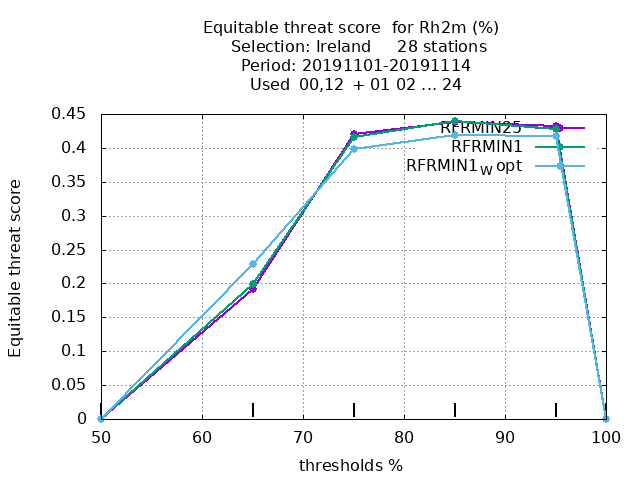 Equitable threat score for Rh2m (%)
Selection: Ireland 28 stations
Period: 20191101-20191114
Used 00,12 + 01 02 ... 24
0.45
0.4
0.35
0.3
0.25
0.2
0.15
0.1
0.05
0
Equitable threat score
RFRMIN25
RFRMIN1
RFRMIN1W opt
50 60 70 80 90 100
thresholds %